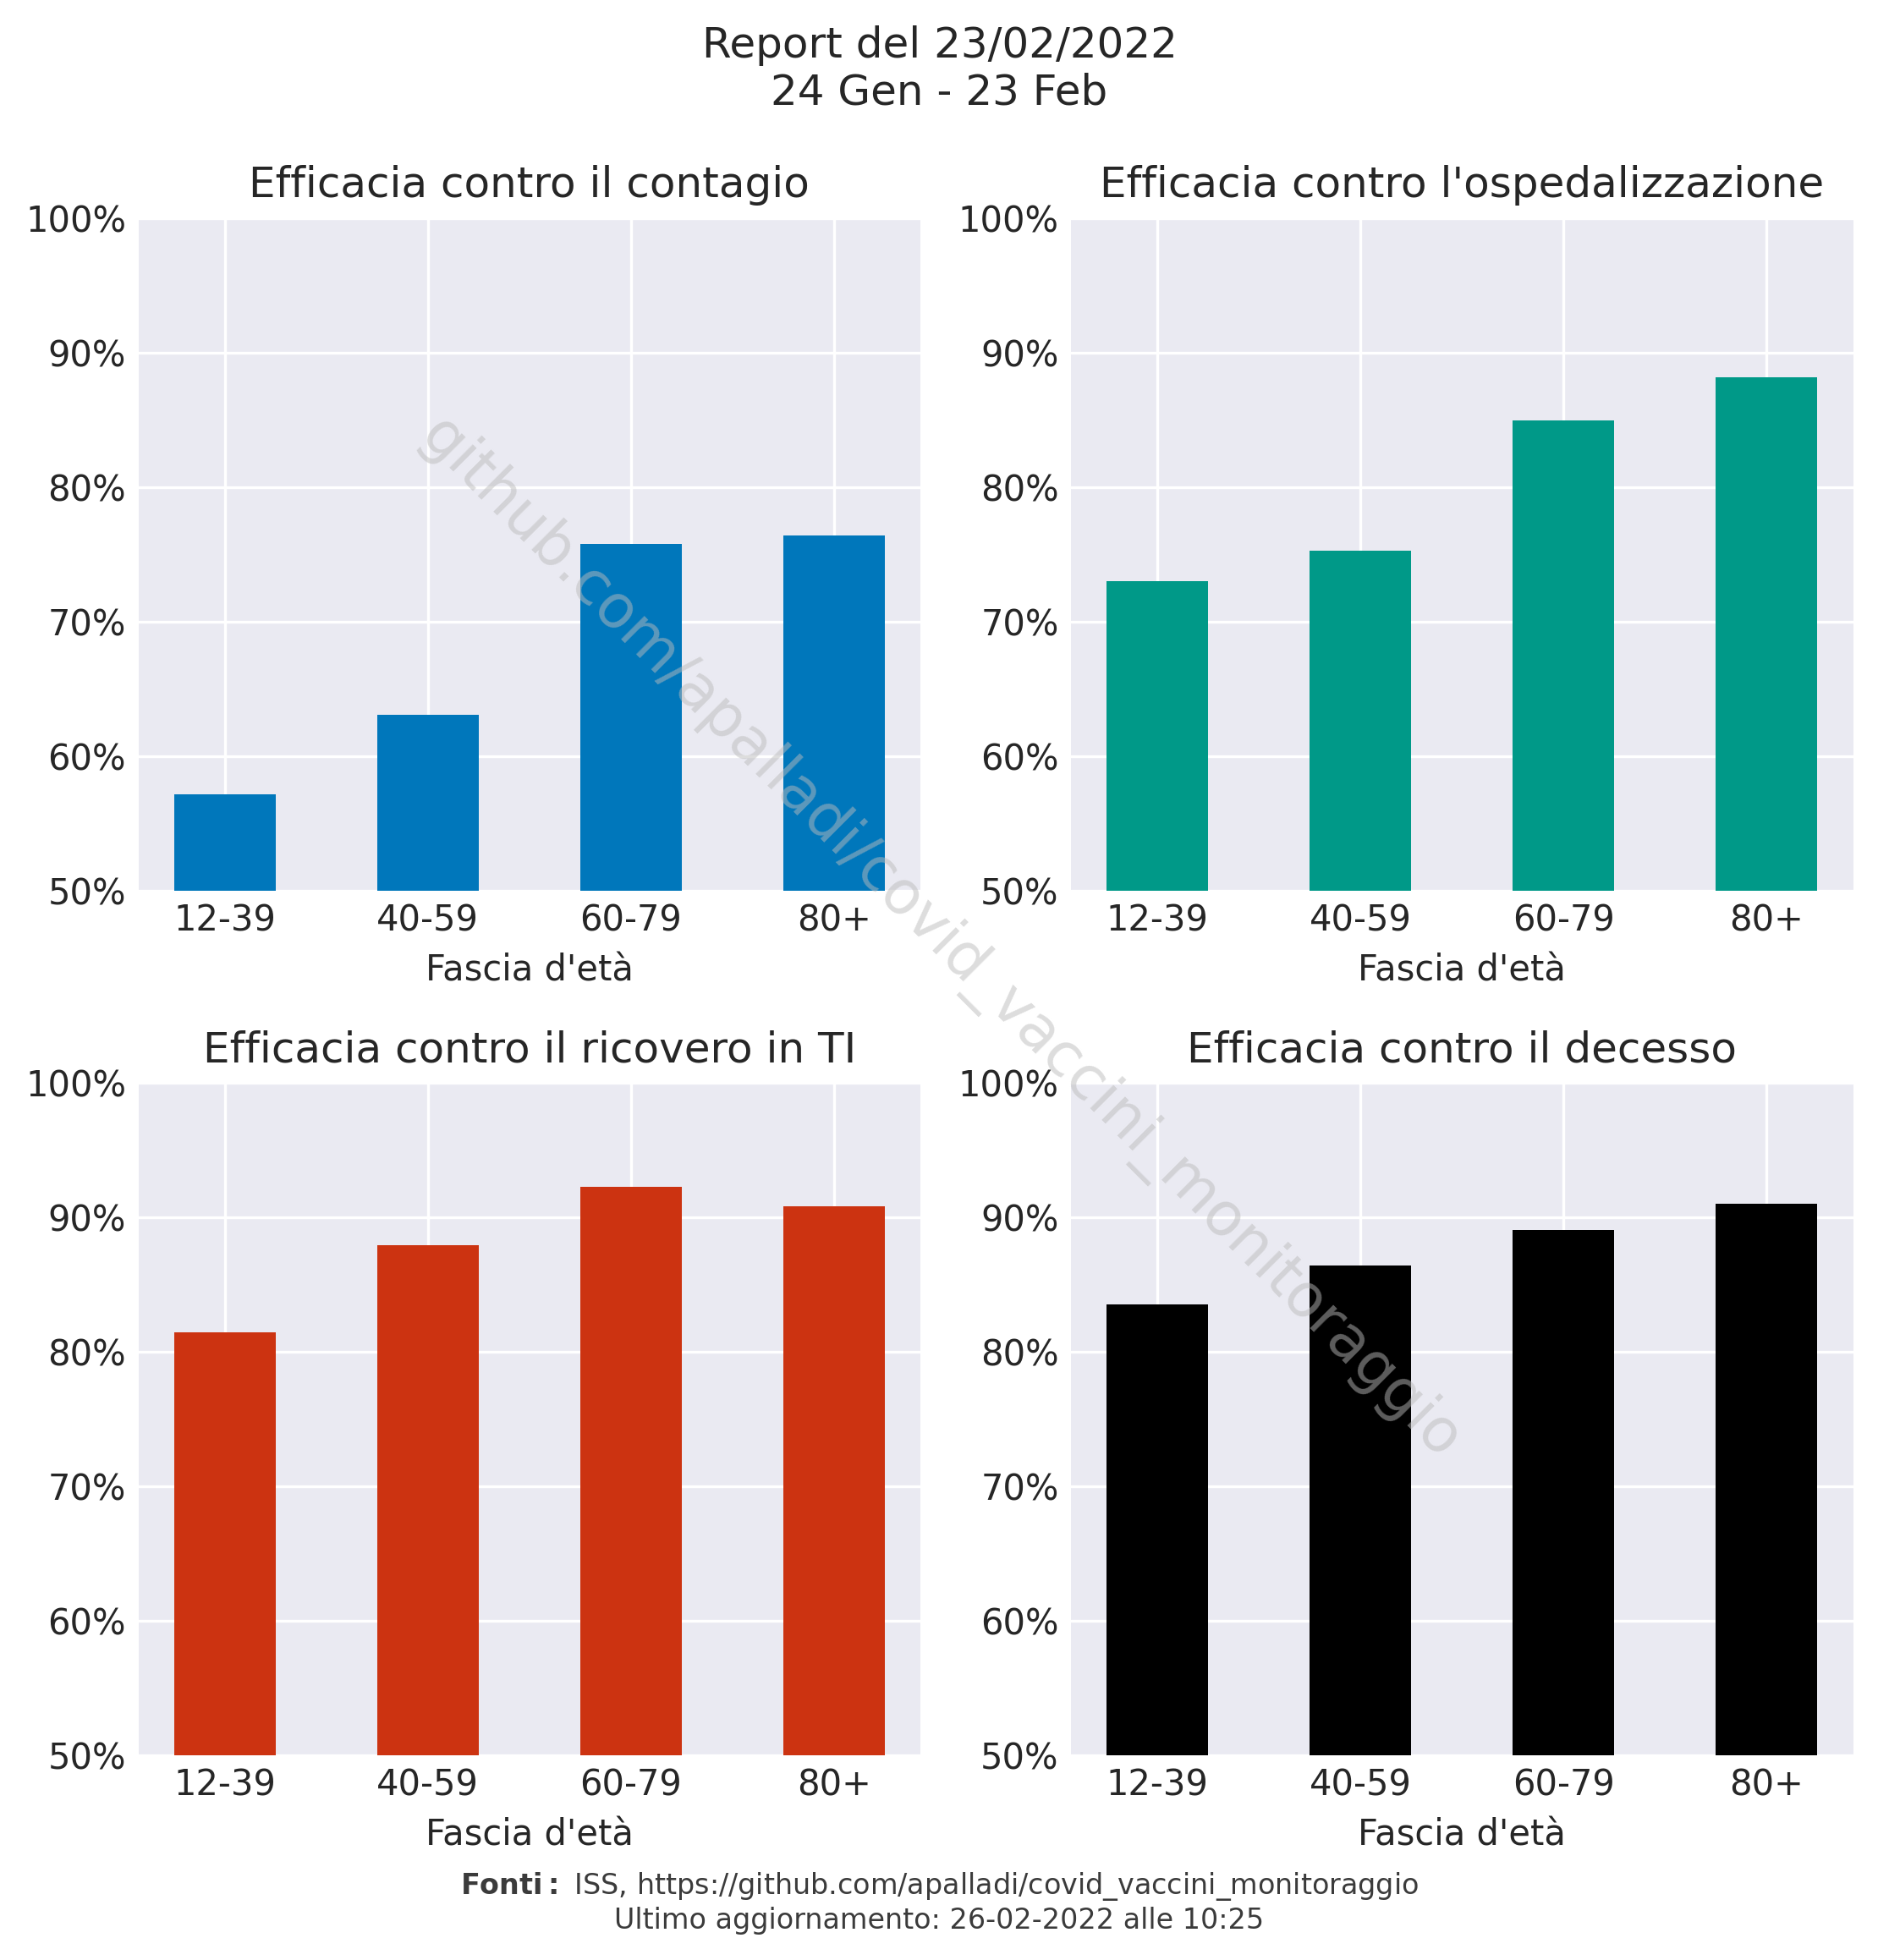 Report del 23/02/2022
24 Gen - 23 Feb
Efficacia contro il contagio
100%
90%
80%
70%
60%
50%
12-39 40-59 60-79 80+
Fascia d'età
Efficacia contro l'ospedalizzazione
100%
90%
80%
70%
60%
50%
12-39 40-59 60-79 80+
Fascia d'età
Efficacia contro il ricovero in TI
100%
90%
80%
70%
60%
50%
12-39 40-59 60-79 80+
Fascia d'età
Efficacia contro il decesso
100%
90%
80%
70%
60%
50%
12-39 40-59 60-79 80+
Fascia d'età
github.com/apalladi/covid_vaccini_monitoraggio
Fonti: ISS, https://github.com/apalladi/covid_vaccini_monitoraggio
Ultimo aggiornamento: 26-02-2022 alle 10:25